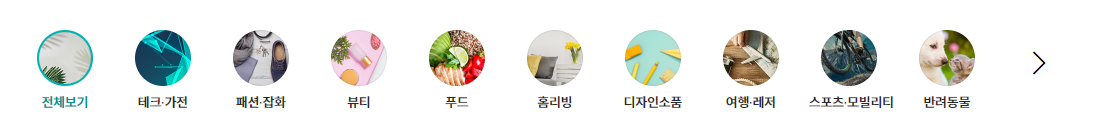 전체보기
테크·가전
패션·잡화
뷰티
푸드
홈리빙
디자인소품
여행·레저
스포츠·모빌리티
반려동물